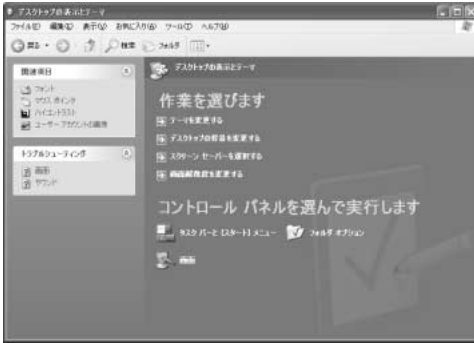 デスクトップの表示とテーマ
ファイル(F) 編集(E) 表示(V) お気に入り(A) ツール(T) ヘルプ(H)
戻る 検索 フォルダ
関連項目
フォント
マウス ポインタ
ハイコントラスト
ユーザー アカウントの画像
トラブルシューティング
画面
サウンド
デスクトップの表示とテーマ
作業を選びます
テーマを変更する
デスクトップの背景を変更する
スクリーン セーバーを選択する
画面解像度を変更する
コントロール パネルを選んで実行します
タスク バーと [スタート] メニュー フォルダ オプション
画面